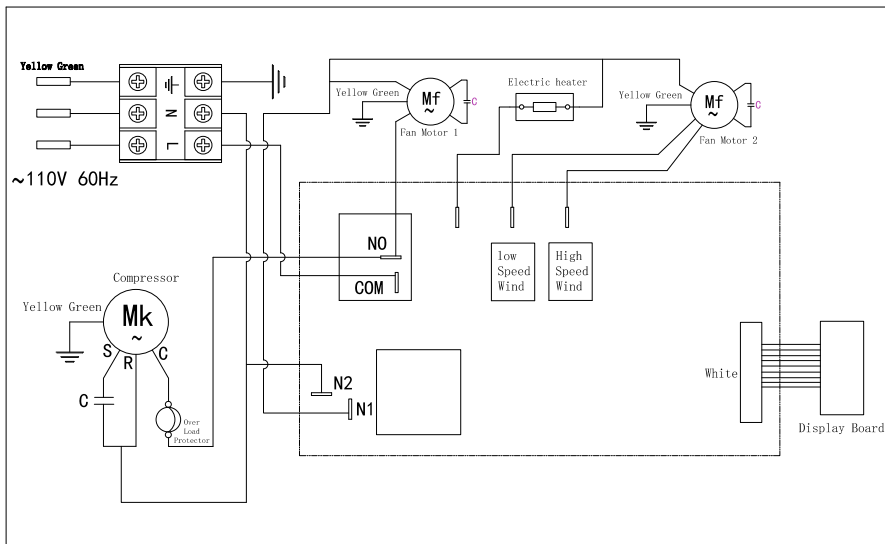 Yellow Green
N
L
~110V 60Hz
Yellow Green
Mf
~
C
Fan Motor 1
Electric heater
Yellow Green
Mf
~
C
Fan Motor 2
NO
COM
low
Speed
Wind
High
Speed
Wind
Compressor
Yellow Green
Mk
~
S
R
C
C
Over
Load
Protector
N2
N1
White
Display Board